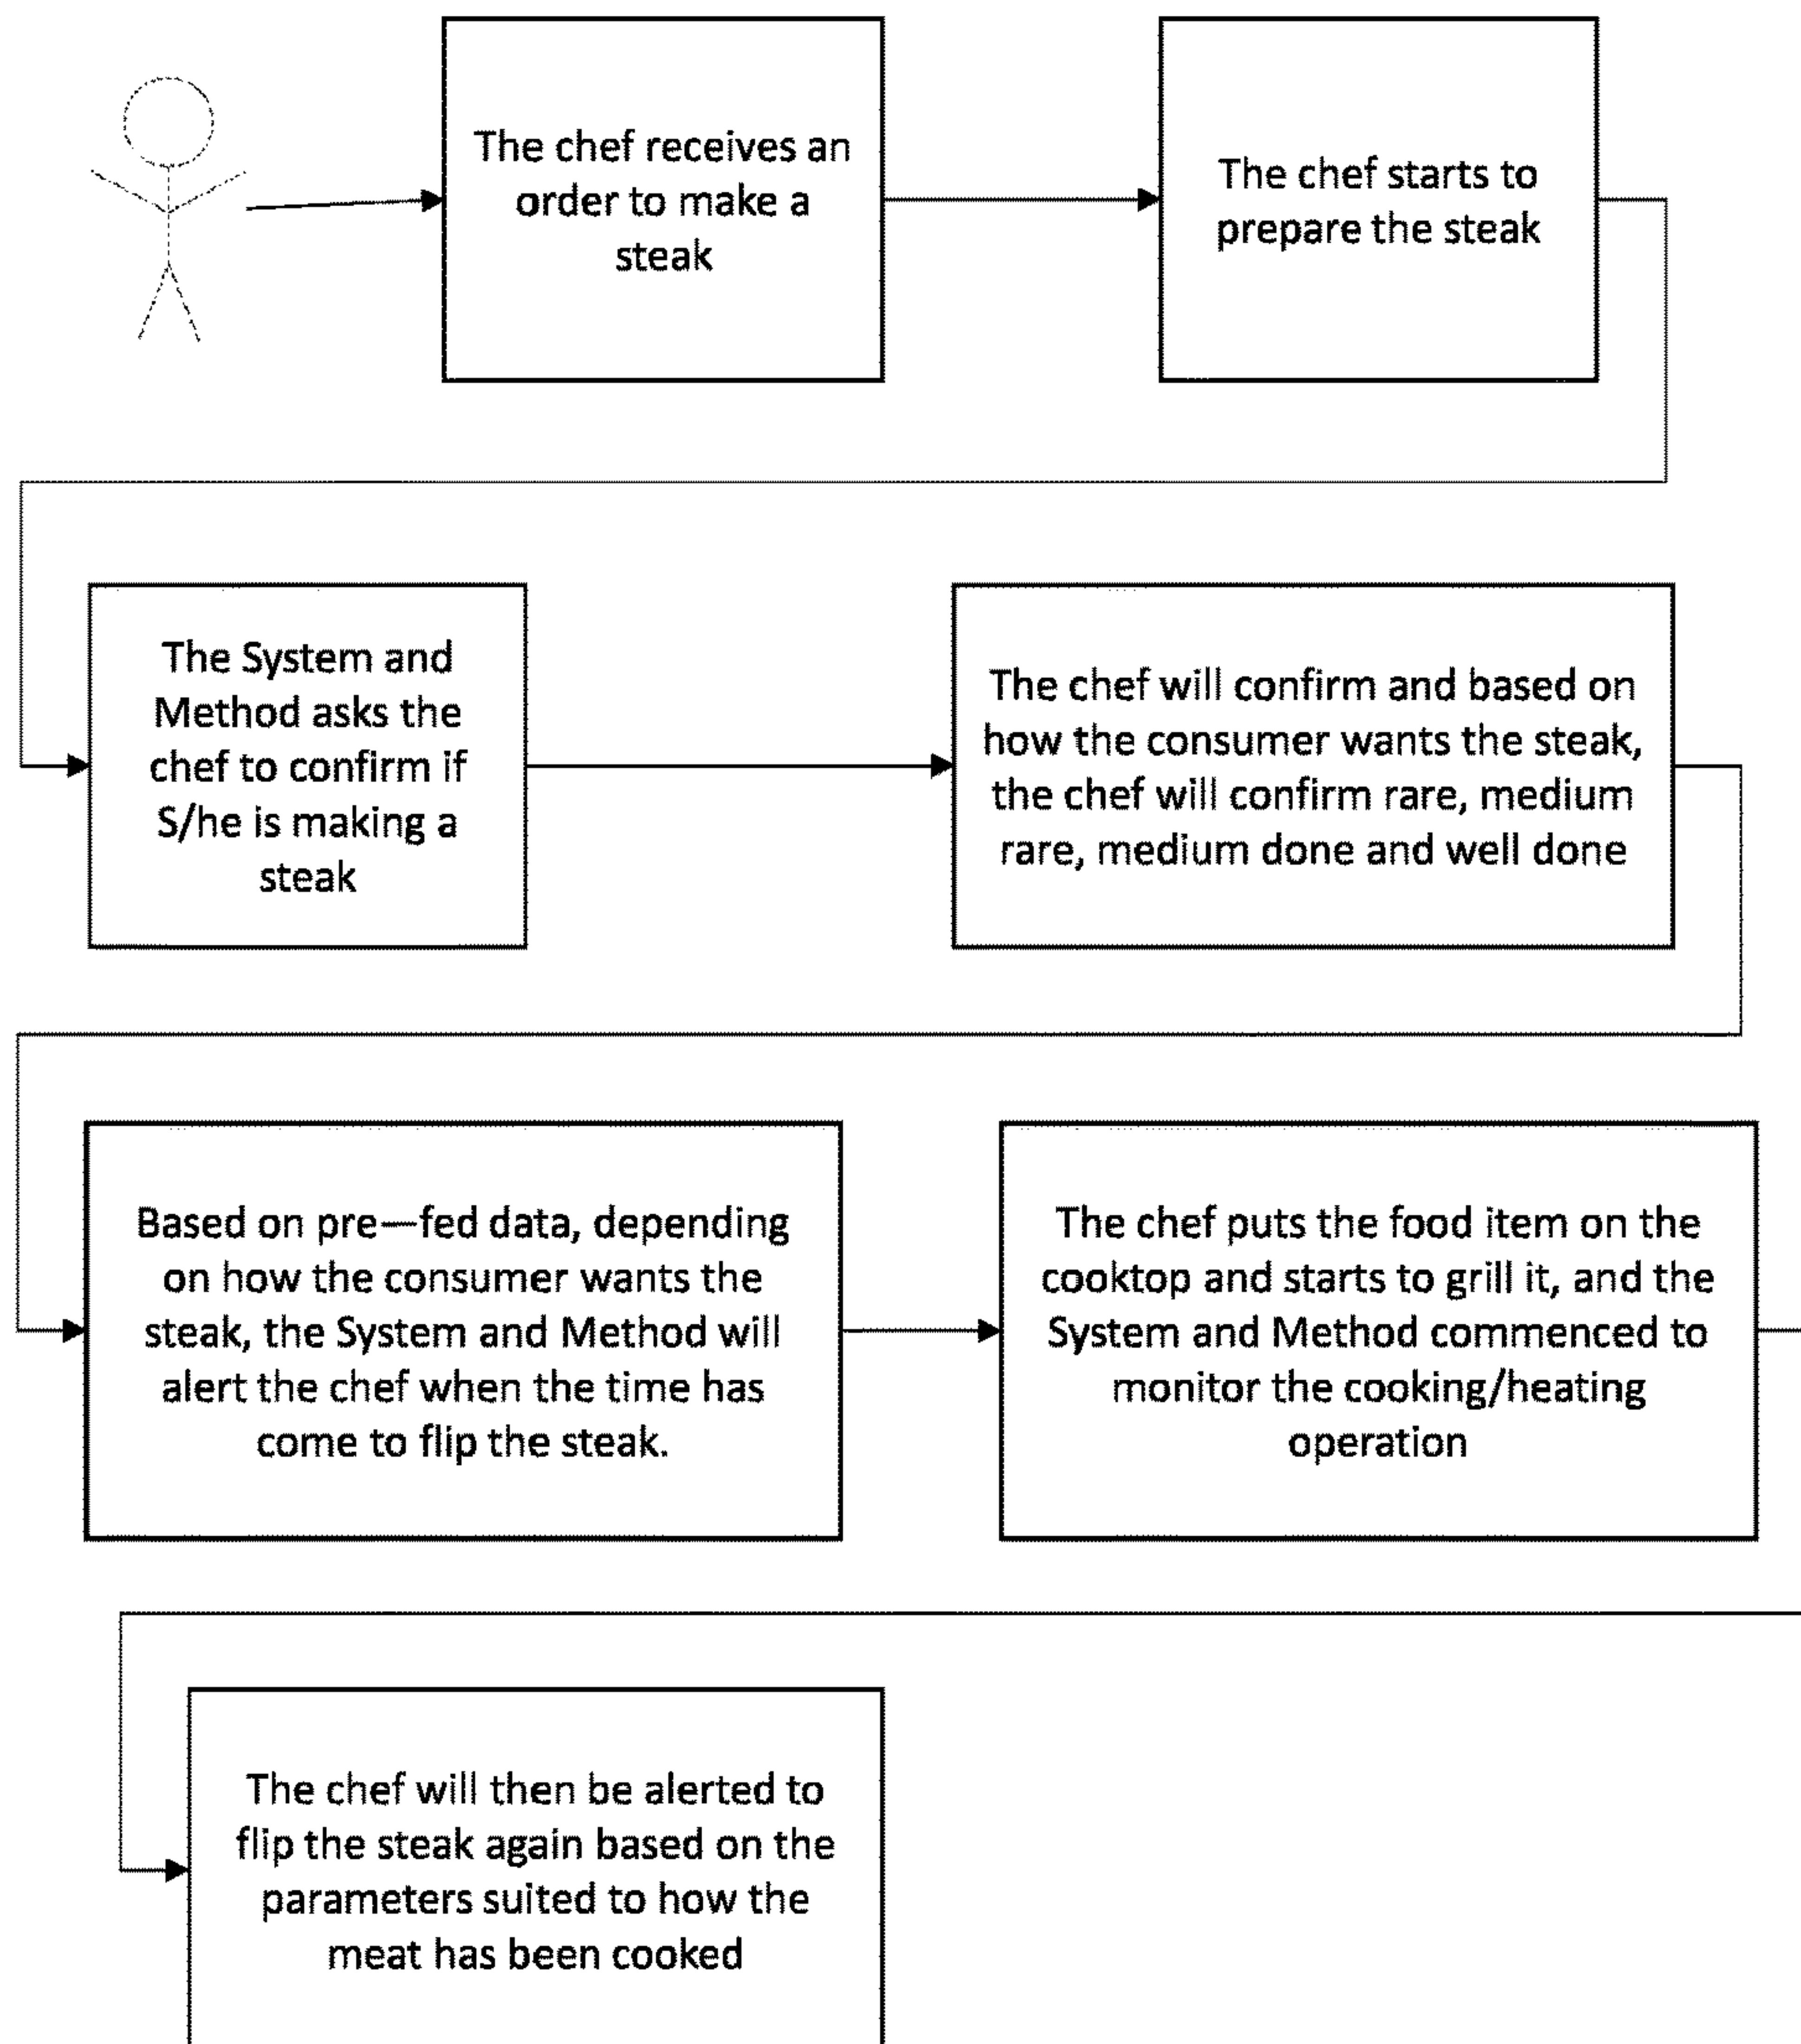 The chef receives an
order to make a
steak
The chef starts to
prepare the steak
The System and
Method asks the
chef to confirm if
S/he is making a
steak
The chef will confirm and based on
how the consumer wants the steak,
the chef will confirm rare, medium
rare, medium done and well done
Based on pre—fed data, depending
on how the consumer wants the
steak, the System and Method will
alert the chef when the time has
come to flip the steak.
The chef puts the food item on the
cooktop and starts to grill it, and the
System and Method commenced to
monitor the cooking/heating
operation
The chef will then be alerted to
flip the steak again based on the
parameters suited to how the
meat has been cooked